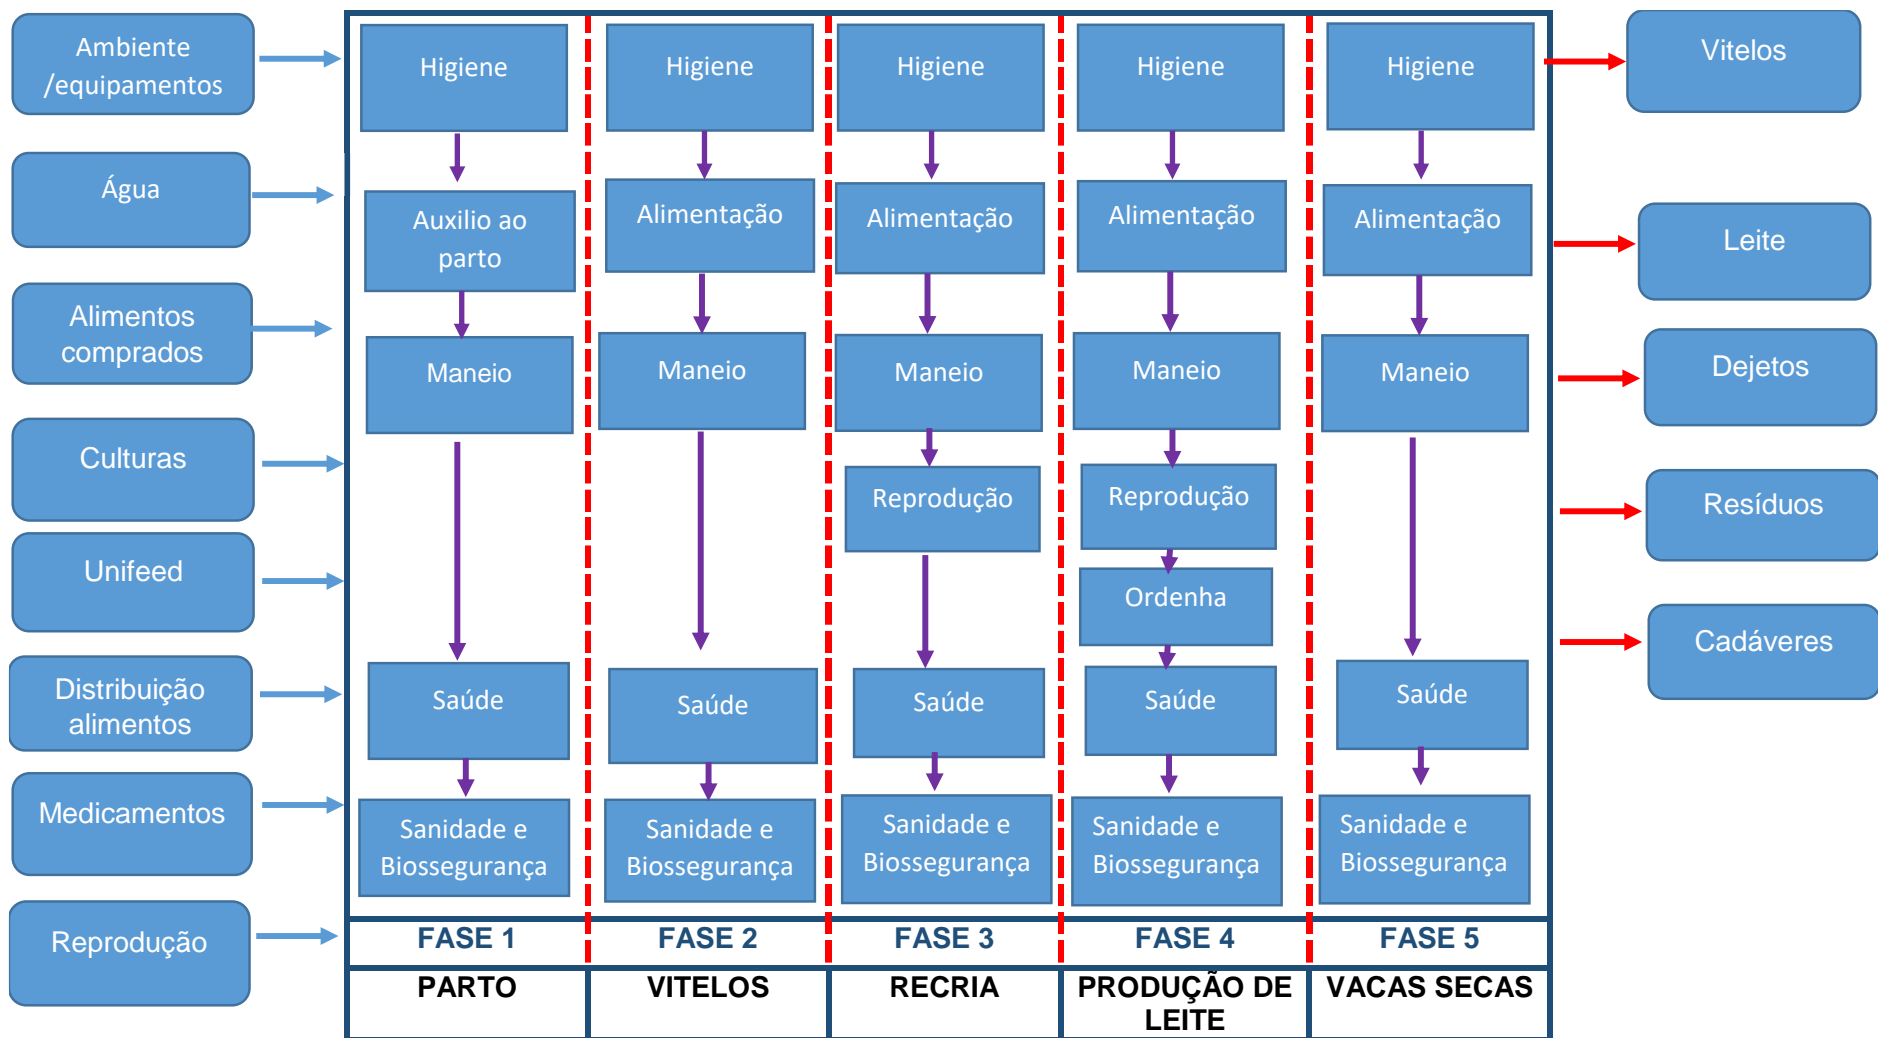 Ambiente
/equipamentos
Água
Alimentos
comprados
Culturas
Unifeed
Distribuição
alimentos
Medicamentos
Reprodução
Higiene
Auxilio ao
parto
Maneio
Saúde
Sanidade e
Biossegurança
FASE 1
PARTO
Higiene
Alimentação
Maneio
Saúde
Sanidade e
Biossegurança
FASE 2
VITELOS
Higiene
Alimentação
Maneio
Reprodução
Saúde
Sanidade e
Biossegurança
FASE 3
RECRIA
Higiene
Alimentação
Maneio
Reprodução
Ordenha
Saúde
Sanidade e
Biossegurança
FASE 4
PRODUÇÃO DE
LEITE
Higiene
Alimentação
Maneio
Saúde
Sanidade e
Biossegurança
FASE 5
VACAS SECAS
Vitelos
Leite
Dejetos
Resíduos
Cadáveres